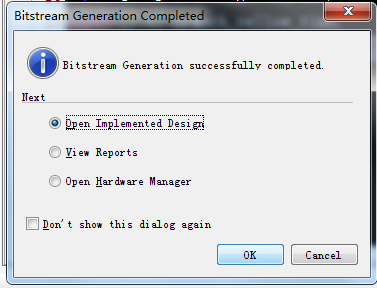 Bitstream Generation Completed
Bitstream Generation successfully completed.
Next
Open Implemented Design
View Reports
Open Hardware Manager
Don't show this dialog again
OK
Cancel